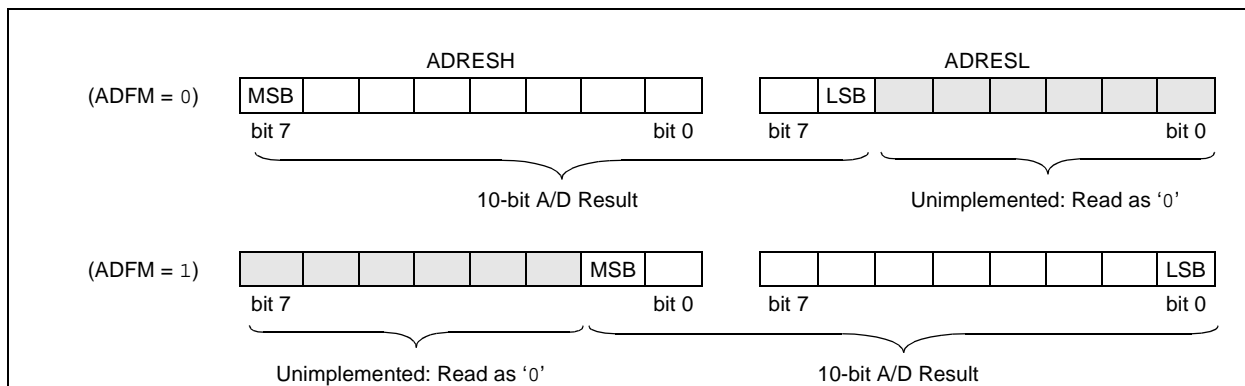 ADRESH ADRESL
(ADFM = 0) MSB LSB
bit 7 bit 0 bit 7 bit 0
10-bit A/D Result Unimplemented: Read as ‘0’
(ADFM = 1) MSB LSB
bit 7 bit 0 bit 7 bit 0
Unimplemented: Read as ‘0’ 10-bit A/D Result